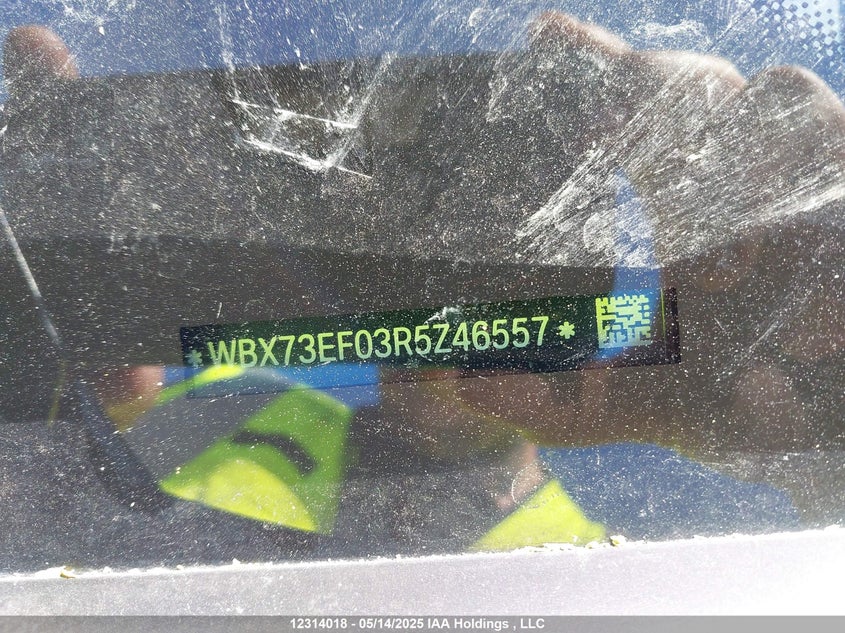 *WBX73EF03R5Z46557*
12314018 - 05/14/2025 IAA Holdings , LLC